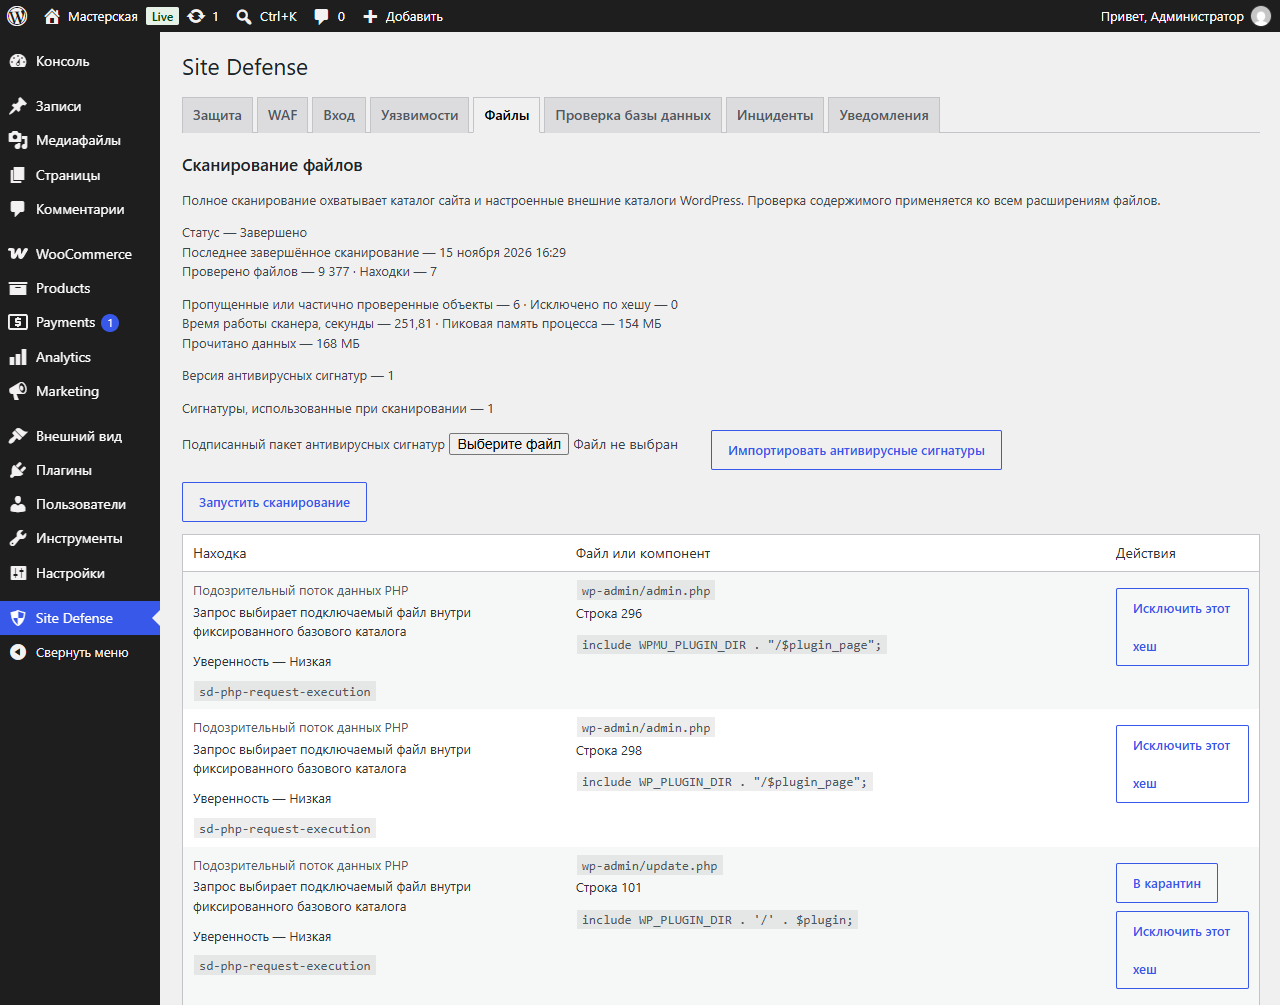 Мастерская Live 1 Ctrl+K 0 Добавить Привет, Администратор
Консоль
Записи
Медиафайлы
Страницы
Комментарии
WooCommerce
Products
Payments 1
Analytics
Marketing
Внешний вид
Плагины
Пользователи
Инструменты
Настройки
Site Defense
Свернуть меню
Site Defense
Защита WAF Вход Уязвимости Файлы Проверка базы данных Инциденты Уведомления
Сканирование файлов
Полное сканирование охватывает каталог сайта и настроенные внешние каталоги WordPress. Проверка содержимого применяется ко всем расширениям файлов.
Статус — Завершено
Последнее завершённое сканирование — 15 ноября 2026 16:29
Проверено файлов — 9 377 · Находки — 7
Пропущенные или частично проверенные объекты — 6 · Исключено по хешу — 0
Время работы сканера, секунды — 251,81 · Пиковая память процесса — 154 МБ
Прочитано данных — 168 МБ
Версия антивирусных сигнатур — 1
Сигнатуры, использованные при сканировании — 1
Подписанный пакет антивирусных сигнатур Выберите файл Файл не выбран Импортировать антивирусные сигнатуры
Запустить сканирование
Находка Файл или компонент Действия
Подозрительный поток данных PHP
Запрос выбирает подключаемый файл внутри
фиксированного базового каталога
Уверенность — Низкая
sd-php-request-execution
wp-admin/admin.php
Строка 296
include WPMU_PLUGIN_DIR . "/$plugin_page";
Исключить этот
хеш
Подозрительный поток данных PHP
Запрос выбирает подключаемый файл внутри
фиксированного базового каталога
Уверенность — Низкая
sd-php-request-execution
wp-admin/admin.php
Строка 298
include WP_PLUGIN_DIR . "/$plugin_page";
Исключить этот
хеш
Подозрительный поток данных PHP
Запрос выбирает подключаемый файл внутри
фиксированного базового каталога
Уверенность — Низкая
sd-php-request-execution
wp-admin/update.php
Строка 101
include WP_PLUGIN_DIR . '/' . $plugin;
В карантин
Исключить этот
хеш